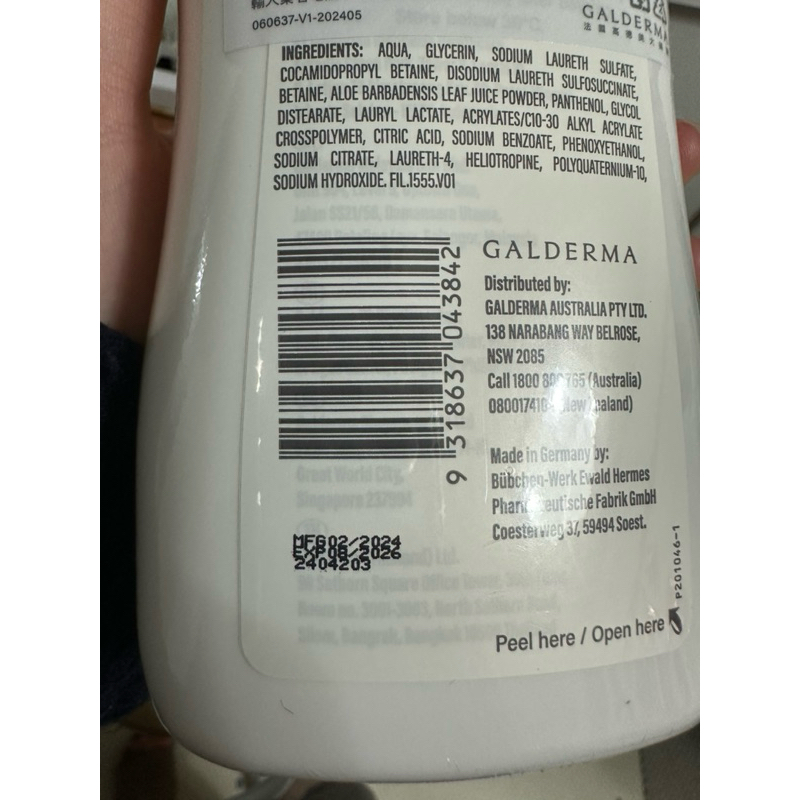 060637-V1-202405
GALDERMA
INGREDIENTS: AQUA, GLYCERIN, SODIUM LAURETH SULFATE,
COCAMIDOPROPYL BETAINE, DISODIUM LAURETH SULFOSUCCINATE,
BETAINE, ALOE BARBADENSIS LEAF JUICE POWDER, PANTHENOL, GLYCOL
DISTEARATE, LAURYL LACTATE, ACRYLATES/C10-30 ALKYL ACRYLATE
CROSSPOLYMER, CITRIC ACID, SODIUM BENZOATE, PHENOXYETHANOL,
SODIUM CITRATE, LAURETH-4, HELIOTROPINE, POLYQUATERNIUM-10,
SODIUM HYDROXIDE. FIL.1555.V01
9 318637 043842
GALDERMA
Distributed by:
GALDERMA AUSTRALIA PTY LTD.
138 NARABANG WAY BELROSE,
NSW 2085
Call 1800 765 (Australia)
Made in Germany by:
Bübchen-Werk Ewald Hermes
Fabrik GmbH
Coesterweg 37, 59494 Soest.
MFG02/2024
EXP08/2026
2404203
Great World City,
Singapore 237994
P201046-1
Peel here / Open here